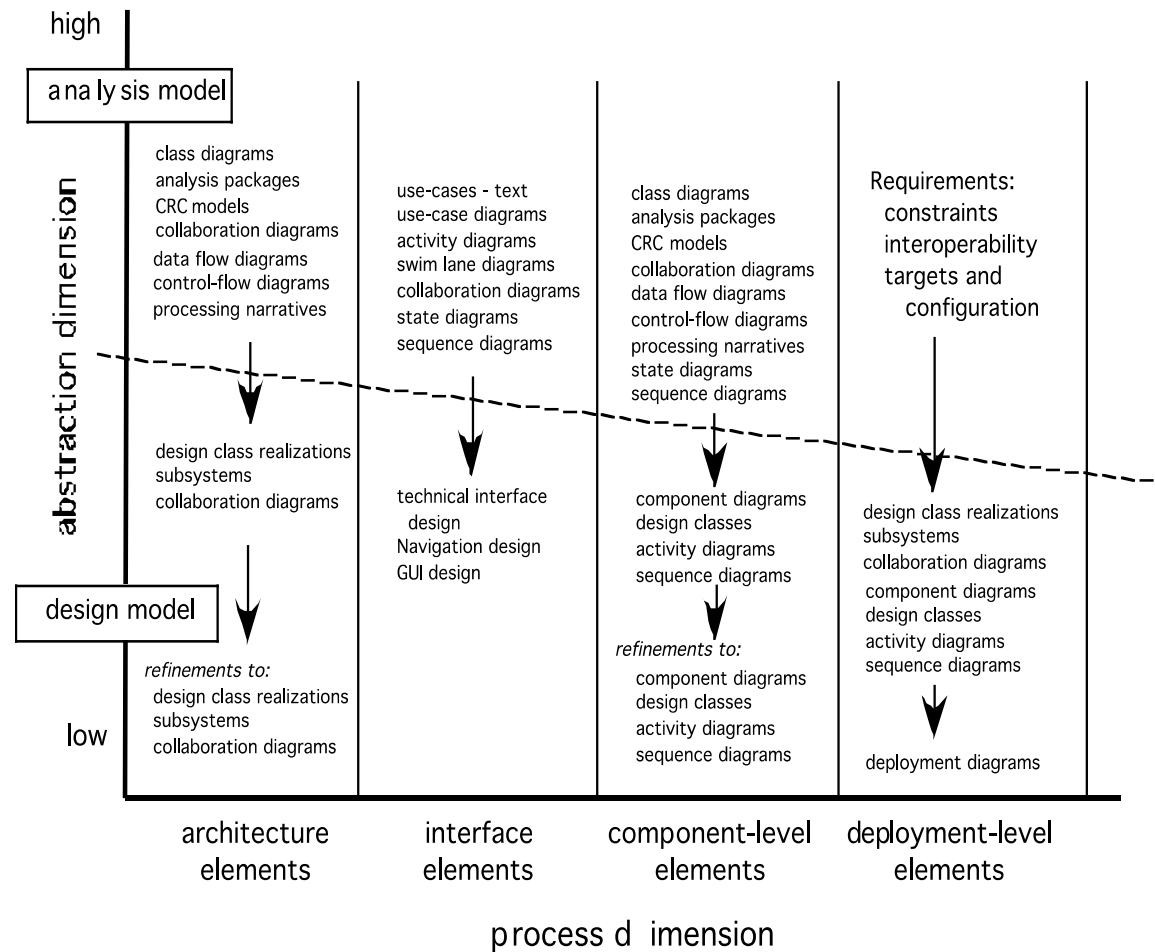 high
analysis model
abstraction dimension
class diagrams
analysis packages
CRC models
collaboration diagrams
data flow diagrams
control-flow diagrams
processing narratives
design class realizations
subsystems
collaboration diagrams
design model
refinements to:
design class realizations
subsystems
collaboration diagrams
low
use-cases - text
use-case diagrams
activity diagrams
swim lane diagrams
collaboration diagrams
state diagrams
sequence diagrams
technical interface
design
Navigation design
GUI design
class diagrams
analysis packages
CRC models
collaboration diagrams
data flow diagrams
control-flow diagrams
processing narratives
state diagrams
sequence diagrams
component diagrams
design classes
activity diagrams
sequence diagrams
refinements to:
component diagrams
design classes
activity diagrams
sequence diagrams
Requirements:
constraints
interoperability
targets and
configuration
design class realizations
subsystems
collaboration diagrams
component diagrams
design classes
activity diagrams
sequence diagrams
deployment diagrams
architecture
elements
interface
elements
component-level
elements
deployment-level
elements
process d imension